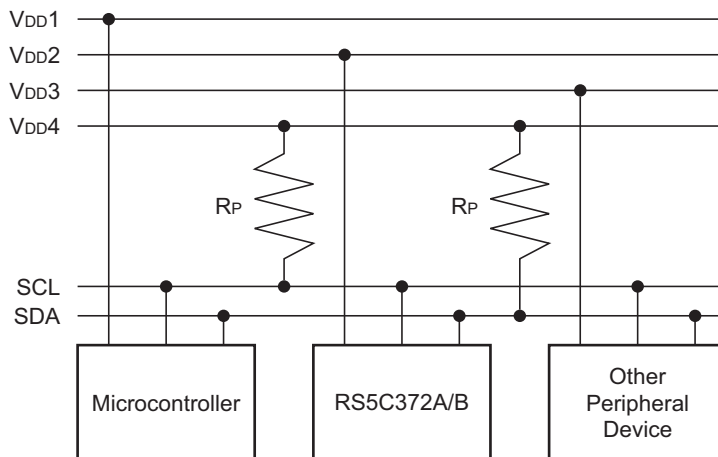 VDD1
VDD2
VDD3
VDD4
RP
RP
SCL
SDA
Microcontroller
RS5C372A/B
Other
Peripheral
Device